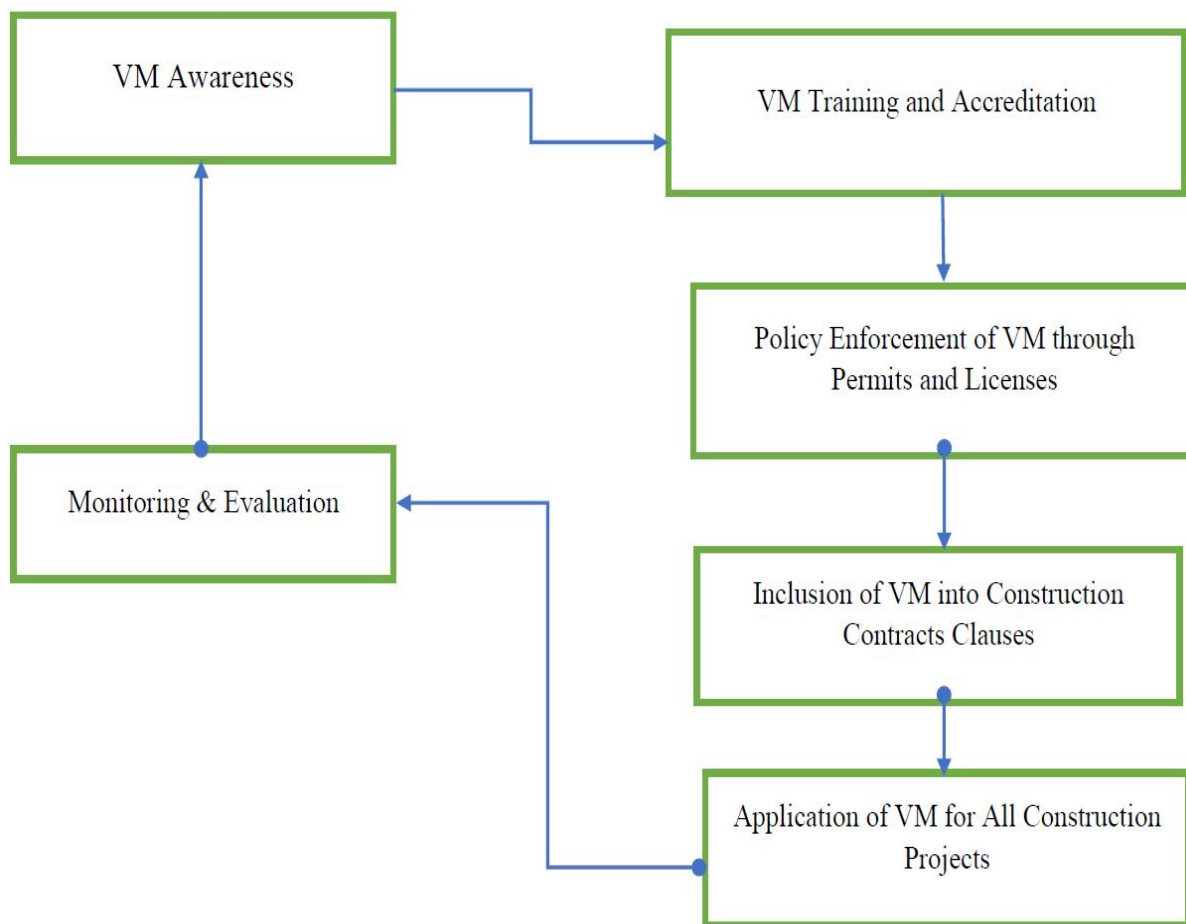 VM Awareness
VM Training and Accreditation
Policy Enforcement of VM through
Permits and Licenses
Inclusion of VM into Construction
Contracts Clauses
Application of VM for All Construction
Projects
Monitoring & Evaluation